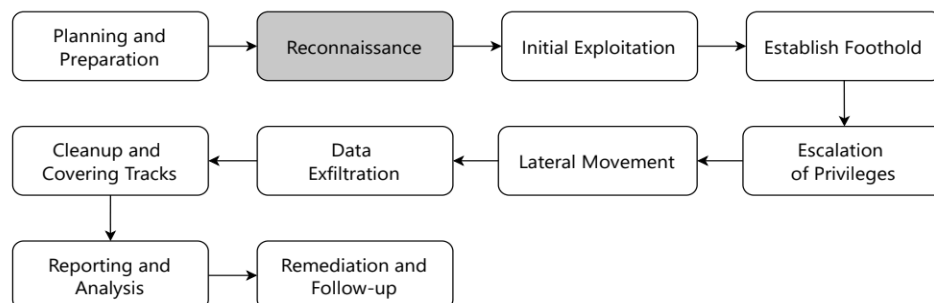 Planning and
Preparation
Reconnaissance
Initial Exploitation
Establish Foothold
Escalation
of Privileges
Lateral Movement
Data
Exfiltration
Cleanup and
Covering Tracks
Reporting and
Analysis
Remediation and
Follow-up